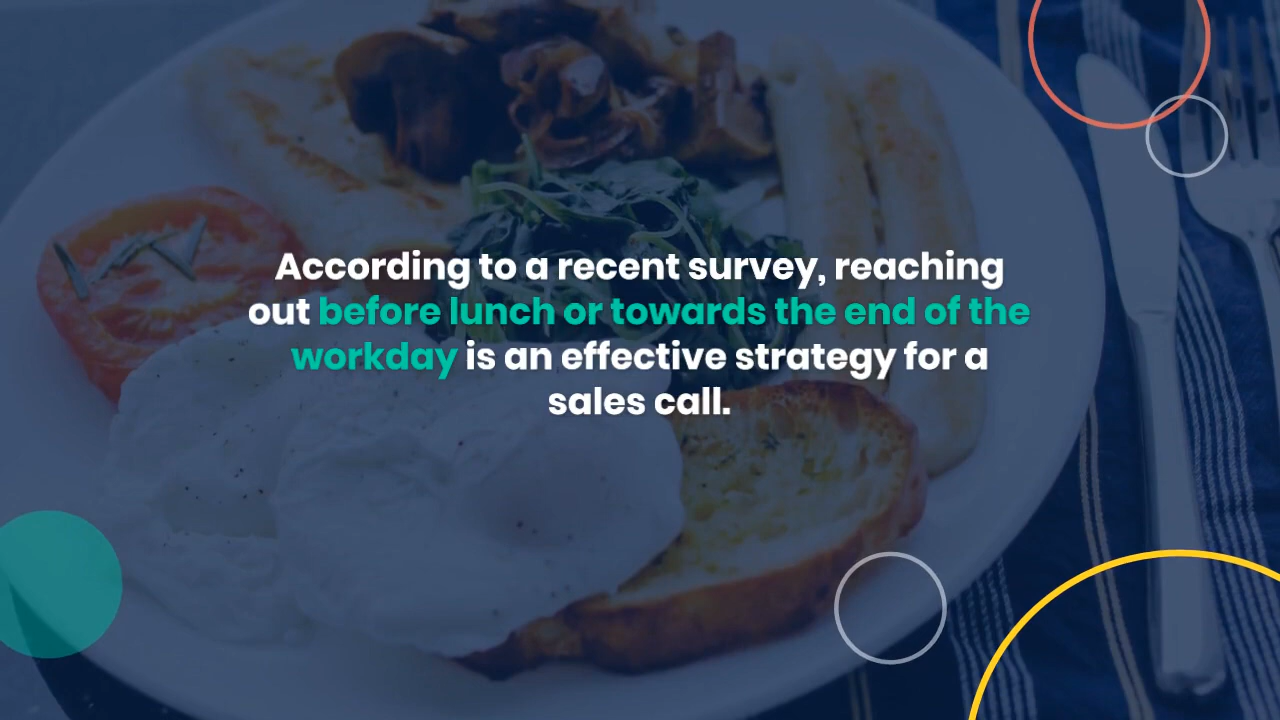 According to a recent survey, reaching
out before lunch or towards the end of the
workday is an effective strategy for a
sales call.